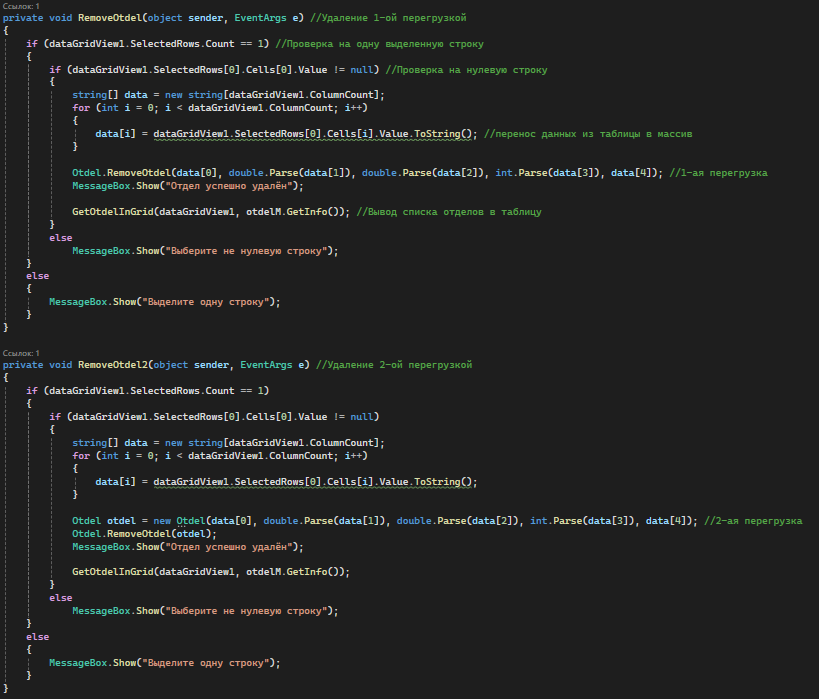 Ссылок: 1
private void RemoveOtdel(object sender, EventArgs e) //Удаление 1-ой перегрузкой
{
if (dataGridView1.SelectedRows.Count == 1) //Проверка на одну выделенную строку
{
if (dataGridView1.SelectedRows[0].Cells[0].Value != null) //Проверка на нулевую строку
{
string[] data = new string[dataGridView1.ColumnCount];
for (int i = 0; i < dataGridView1.ColumnCount; i++)
{
data[i] = dataGridView1.SelectedRows[0].Cells[i].Value.ToString(); //перенос данных из таблицы в массив
}
Otdel.RemoveOtdel(data[0], double.Parse(data[1]), double.Parse(data[2]), int.Parse(data[3]), data[4]); //1-ая перегрузка
MessageBox.Show("Отдел успешно удалён");
GetOtdelInGrid(dataGridView1, otdelM.GetInfo()); //Вывод списка отделов в таблицу
}
else
MessageBox.Show("Выберите не нулевую строку");
}
else
{
MessageBox.Show("Выделите одну строку");
}
}
Ссылок: 1
private void RemoveOtdel2(object sender, EventArgs e) //Удаление 2-ой перегрузкой
{
if (dataGridView1.SelectedRows.Count == 1)
{
if (dataGridView1.SelectedRows[0].Cells[0].Value != null)
{
string[] data = new string[dataGridView1.ColumnCount];
for (int i = 0; i < dataGridView1.ColumnCount; i++)
{
data[i] = dataGridView1.SelectedRows[0].Cells[i].Value.ToString();
}
Otdel otdel = new Otdel(data[0], double.Parse(data[1]), double.Parse(data[2]), int.Parse(data[3]), data[4]); //2-ая перегрузка
Otdel.RemoveOtdel(otdel);
MessageBox.Show("Отдел успешно удалён");
GetOtdelInGrid(dataGridView1, otdelM.GetInfo());
}
else
MessageBox.Show("Выберите не нулевую строку");
}
else
{
MessageBox.Show("Выделите одну строку");
}
}